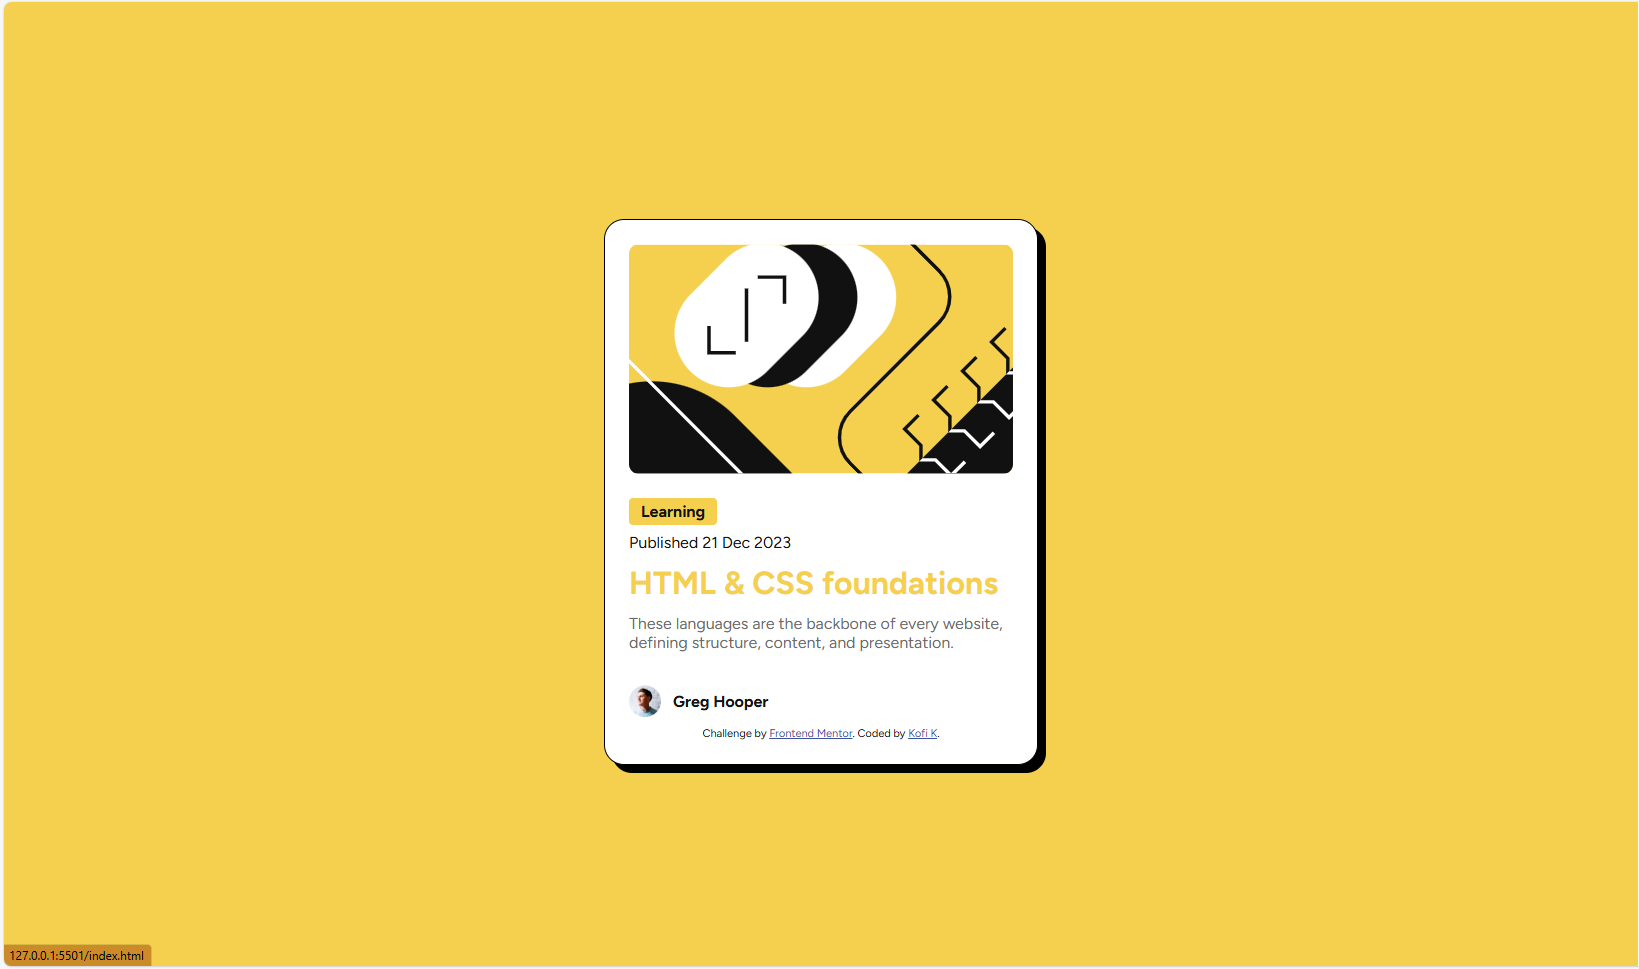 Learning
Published 21 Dec 2023
HTML & CSS foundations
These languages are the backbone of every website,
defining structure, content, and presentation.
Greg Hooper
Challenge by Frontend Mentor. Coded by Kofi K.
127.0.0.1:5501/index.html